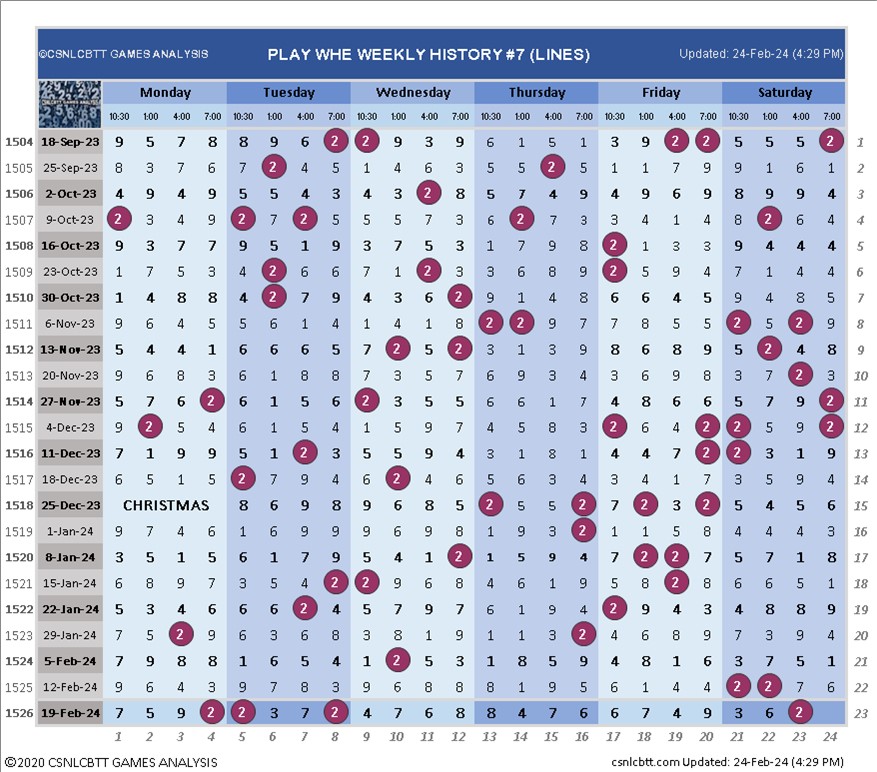 ©CSNLCBTT GAMES ANALYSIS PLAY WHE WEEKLY HISTORY #7 (LINES) Updated: 24-Feb-24 (4:29 PM)
CSNLCBTT GAMES ANALYSIS
Monday Tuesday Wednesday Thursday Friday Saturday
10:30 1:00 4:00 7:00 10:30 1:00 4:00 7:00 10:30 1:00 4:00 7:00 10:30 1:00 4:00 7:00 10:30 1:00 4:00 7:00 10:30 1:00 4:00 7:00
1504 18-Sep-23 9 5 7 8 8 9 6 2 2 9 3 9 6 1 5 1 3 9 2 2 5 5 5 2 1
1505 25-Sep-23 8 3 7 6 7 2 4 5 1 4 6 3 5 5 2 4 1 1 7 9 9 1 6 1 2
1506 2-Oct-23 4 9 4 9 5 5 4 3 4 3 2 8 5 7 4 9 4 9 6 9 8 9 9 4 3
1507 9-Oct-23 2 3 4 9 2 7 2 5 5 5 7 3 6 2 7 3 3 4 1 1 8 2 6 4 4
1508 16-Oct-23 9 3 7 7 9 5 1 9 3 7 5 3 1 7 9 8 2 1 3 3 9 4 4 4 5
1509 23-Oct-23 1 7 5 3 4 2 6 6 7 1 2 3 3 6 8 9 2 5 9 4 7 1 4 4 6
1510 30-Oct-23 1 4 8 8 4 2 7 9 4 3 6 2 9 1 4 8 6 6 4 5 9 4 8 5 7
1511 6-Nov-23 9 6 4 5 5 6 1 4 1 4 1 8 2 2 9 7 7 8 5 5 2 5 2 9 8
1512 13-Nov-23 5 4 4 1 6 6 6 5 7 2 5 2 3 1 3 9 8 6 8 9 5 2 4 8 9
1513 20-Nov-23 9 6 8 3 6 1 8 8 7 3 5 7 6 9 3 4 3 6 9 8 3 7 2 3 10
1514 27-Nov-23 5 7 6 2 6 1 5 6 2 3 5 5 6 6 1 7 4 8 6 6 5 7 9 2 11
1515 4-Dec-23 9 2 5 4 6 1 5 4 1 5 9 7 4 5 8 3 2 6 4 2 2 5 4 2 12
1516 11-Dec-23 7 1 9 9 5 1 2 3 5 5 9 4 3 1 8 1 4 4 7 2 2 3 1 9 13
1517 18-Dec-23 6 5 1 5 2 7 9 4 6 2 4 6 5 6 3 4 3 4 1 7 3 5 9 4 14
1518 25-Dec-23 CHRISTMAS 8 6 9 8 9 6 8 5 2 5 5 2 7 2 3 2 5 4 5 6 15
1519 1-Jan-24 9 7 4 6 1 6 9 9 9 6 9 8 1 9 3 2 1 1 5 8 4 4 4 3 16
1520 8-Jan-24 3 5 1 5 6 1 7 9 5 4 1 2 1 5 9 4 7 2 2 7 5 7 1 8 17
1521 15-Jan-24 6 8 9 7 3 5 4 2 2 9 6 8 4 6 1 9 5 8 2 8 6 6 5 1 18
1522 22-Jan-24 5 3 4 6 6 6 2 4 5 7 9 7 6 1 9 4 2 9 4 3 4 8 8 9 19
1523 29-Jan-24 7 5 2 9 6 3 6 8 3 8 1 9 1 1 3 2 4 6 8 9 7 3 9 4 20
1524 5-Feb-24 7 9 8 8 1 6 5 4 1 2 5 3 1 8 5 9 4 8 1 6 3 7 5 1 21
1525 12-Feb-24 9 6 4 3 9 7 8 3 9 6 8 8 8 1 9 5 6 1 4 4 2 2 7 6 22
1526 19-Feb-24 7 5 9 2 2 3 7 2 4 7 6 8 8 4 7 6 6 7 4 9 3 6 2 23
1 2 3 4 5 6 7 8 9 10 11 12 13 14 15 16 17 18 19 20 21 22 23 24
©2020 CSNLCBTT GAMES ANALYSIS csnlcbtt.com Updated: 24-Feb-24 (4:29 PM)